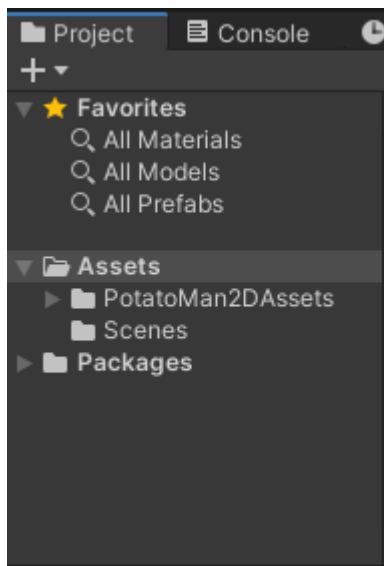 Project Console
Favorites
All Materials
All Models
All Prefabs
Assets
PotatoMan2DAssets
Scenes
Packages